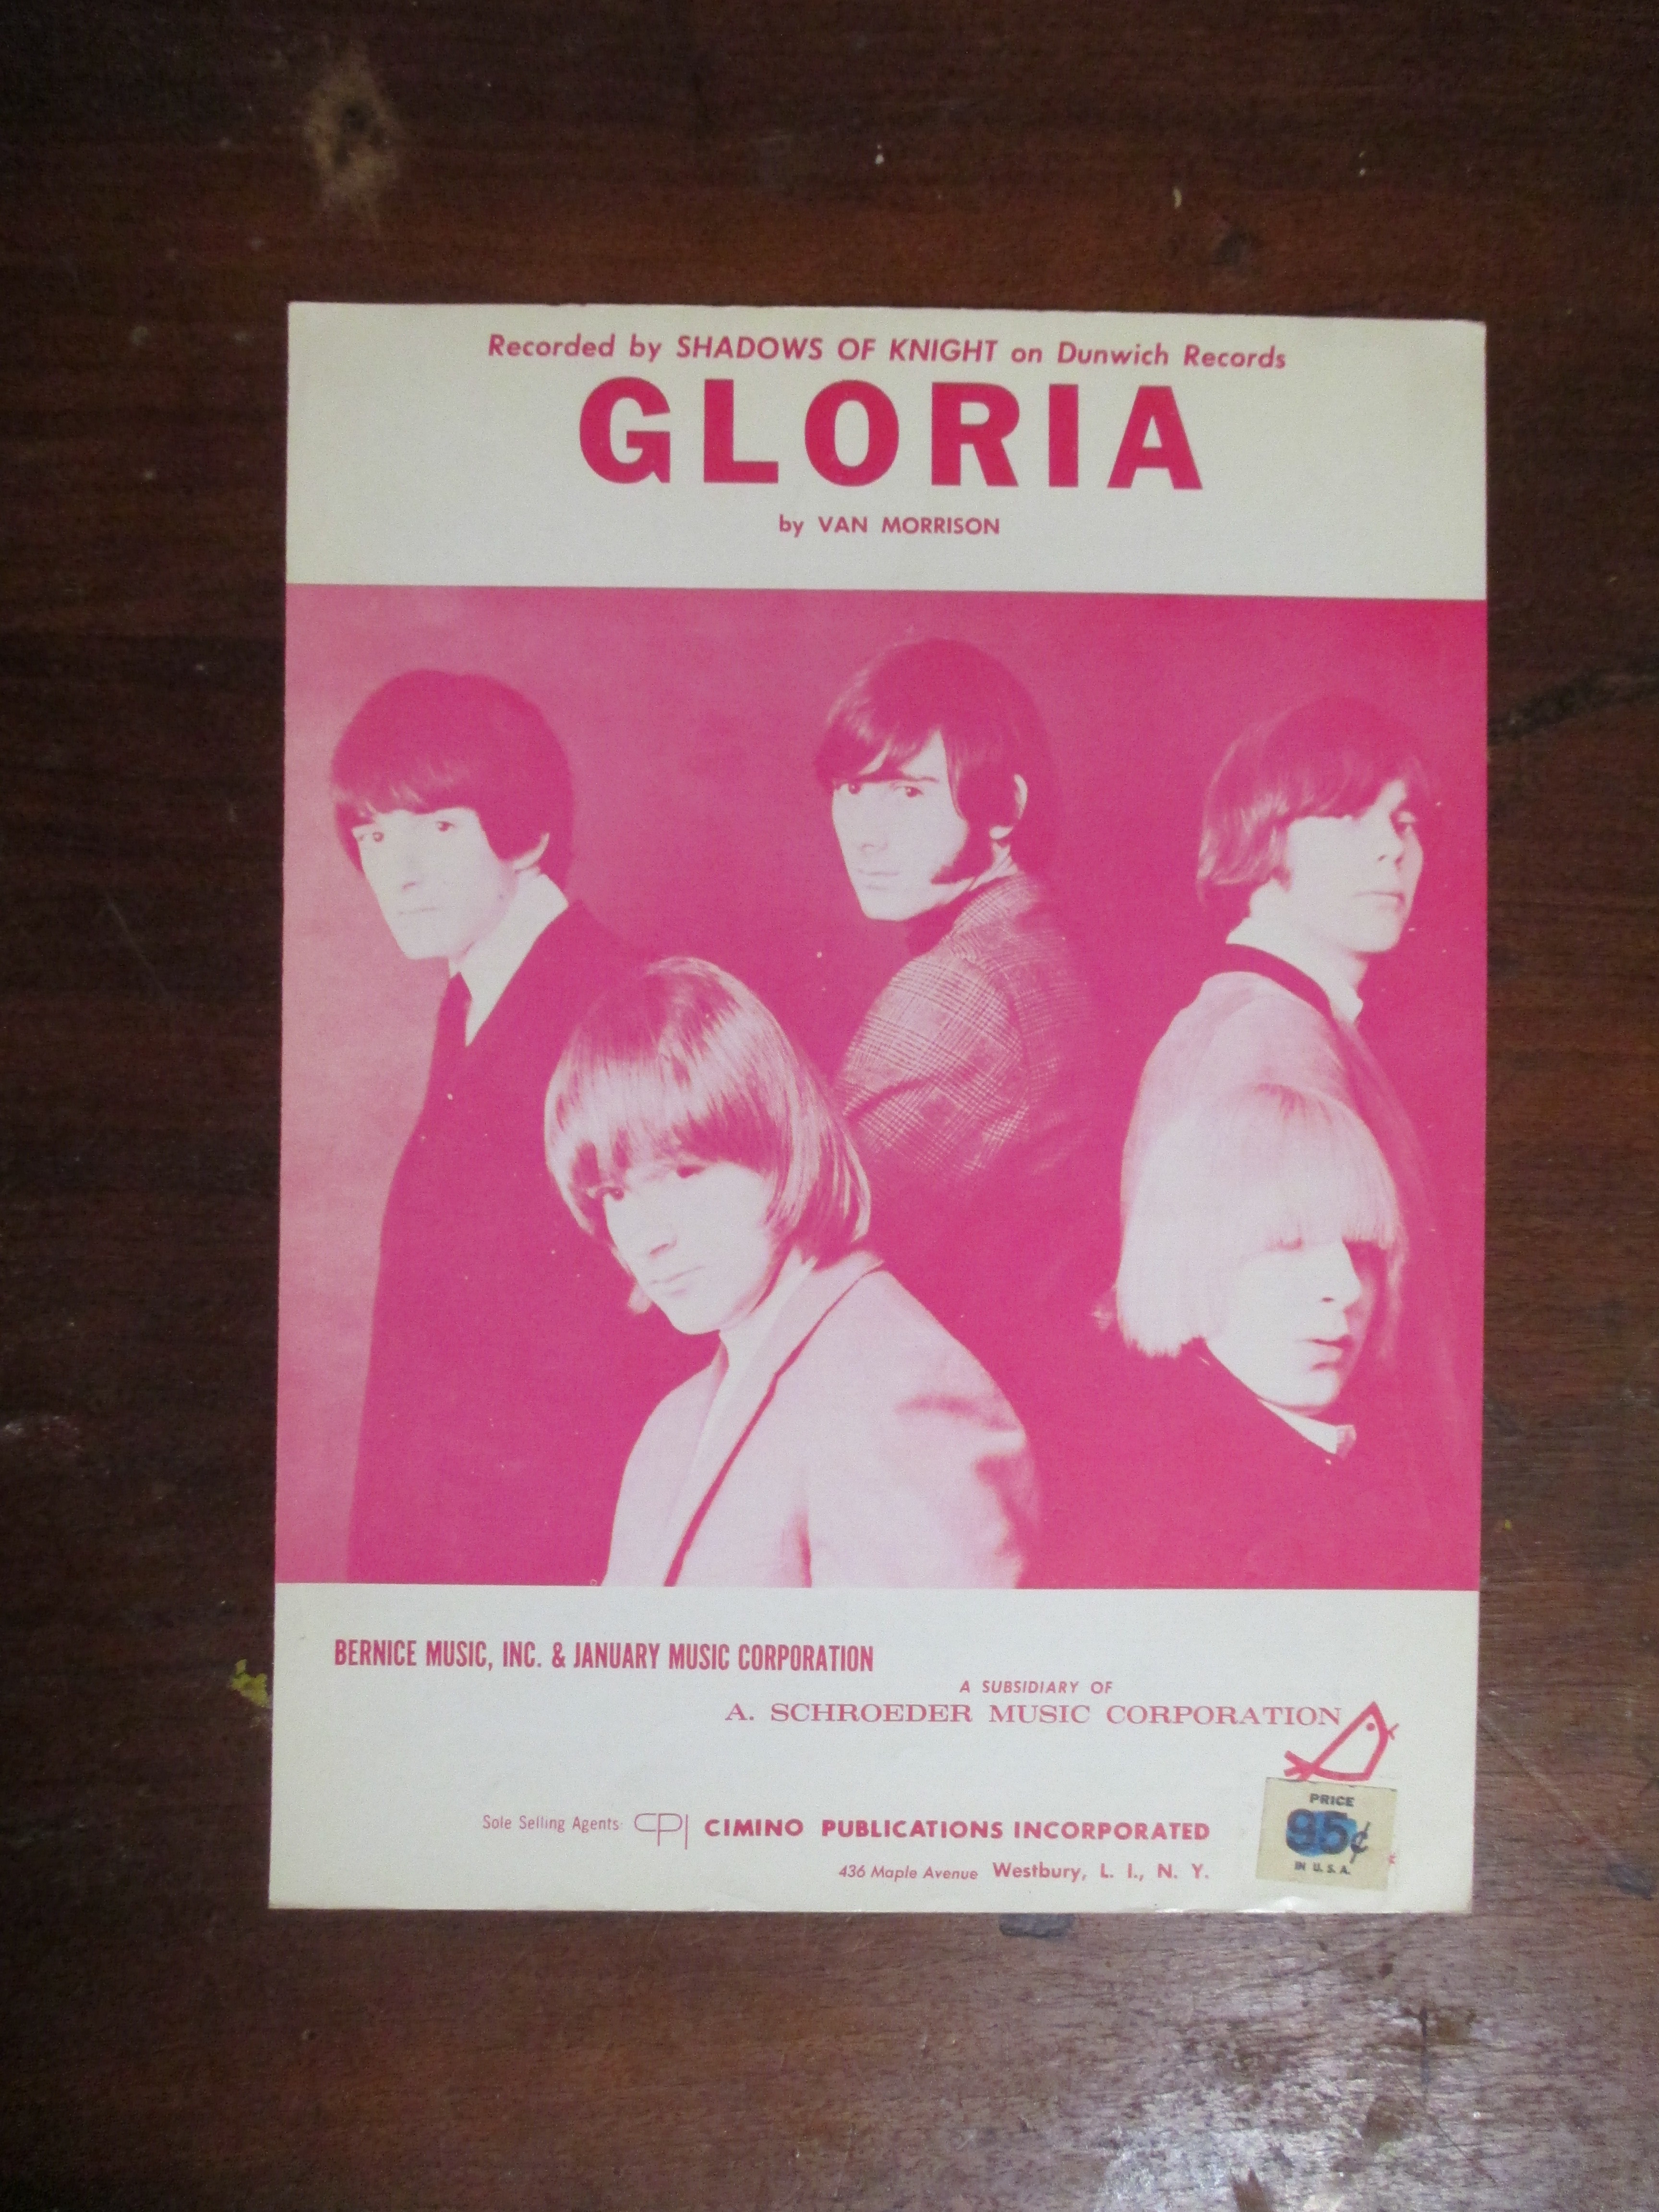 Recorded by SHADOWS OF KNIGHT on Dunwich Records
GLORIA
by VAN MORRISON
BERNICE MUSIC, INC. & JANUARY MUSIC CORPORATION
A SUBSIDIARY OF
A. SCHROEDER MUSIC CORPORATION
Sole Selling Agents: CPI CIMINO PUBLICATIONS INCORPORATED
436 Maple Avenue Westbury, L. I., N. Y.
PRICE
95¢
IN U.S.A.